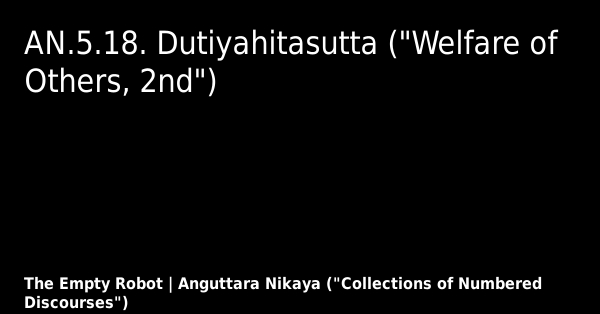 AN.5.18. Dutiyahitasutta ("Welfare of
Others, 2nd")
The Empty Robot | Anguttara Nikaya ("Collections of Numbered
Discourses")